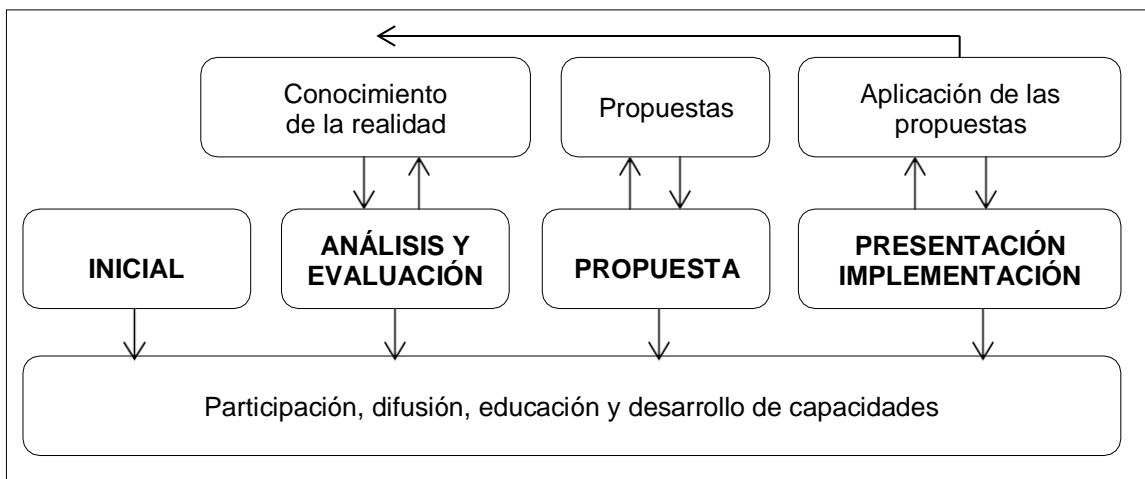 Conocimiento
de la realidad
Propuestas
Aplicación de las
propuestas
INICIAL
ANÁLISIS Y
EVALUACIÓN
PROPUESTA
PRESENTACIÓN
IMPLEMENTACIÓN
Participación, difusión, educación y desarrollo de capacidades